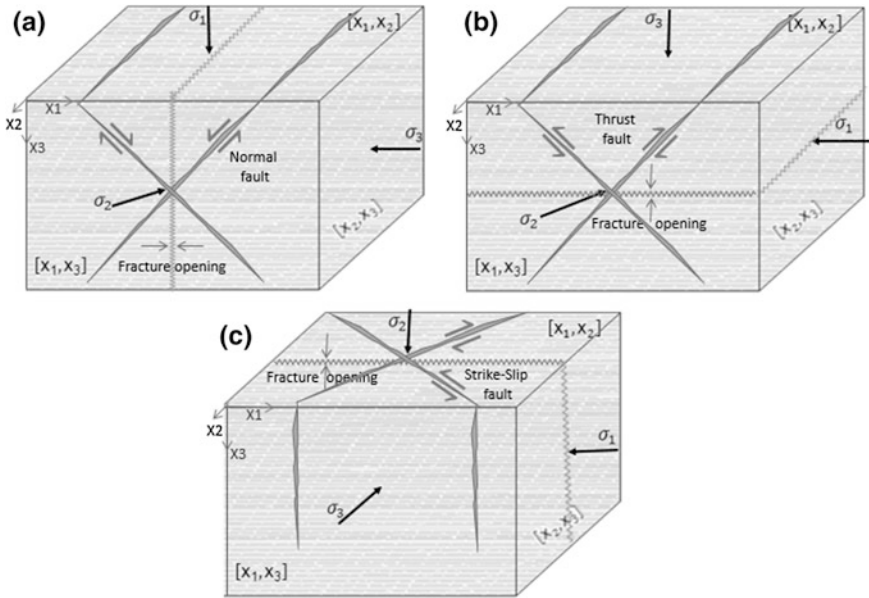 (a)
σ1
[x1,x2]
X1
X2
X3
σ3
Normal
fault
σ2
[x2,x3]
[x1,x3]
Fracture opening
(b)
σ3
[x1,x2]
X1
X2
X3
Thrust
fault
σ1
σ2
Fracture opening
[x2,x3]
[x1,x3]
(c)
σ2
[x1,x2]
Fracture opening
Strike-Slip
fault
X1
X2
X3
σ1
σ3
[x2,x3]
[x1,x3]